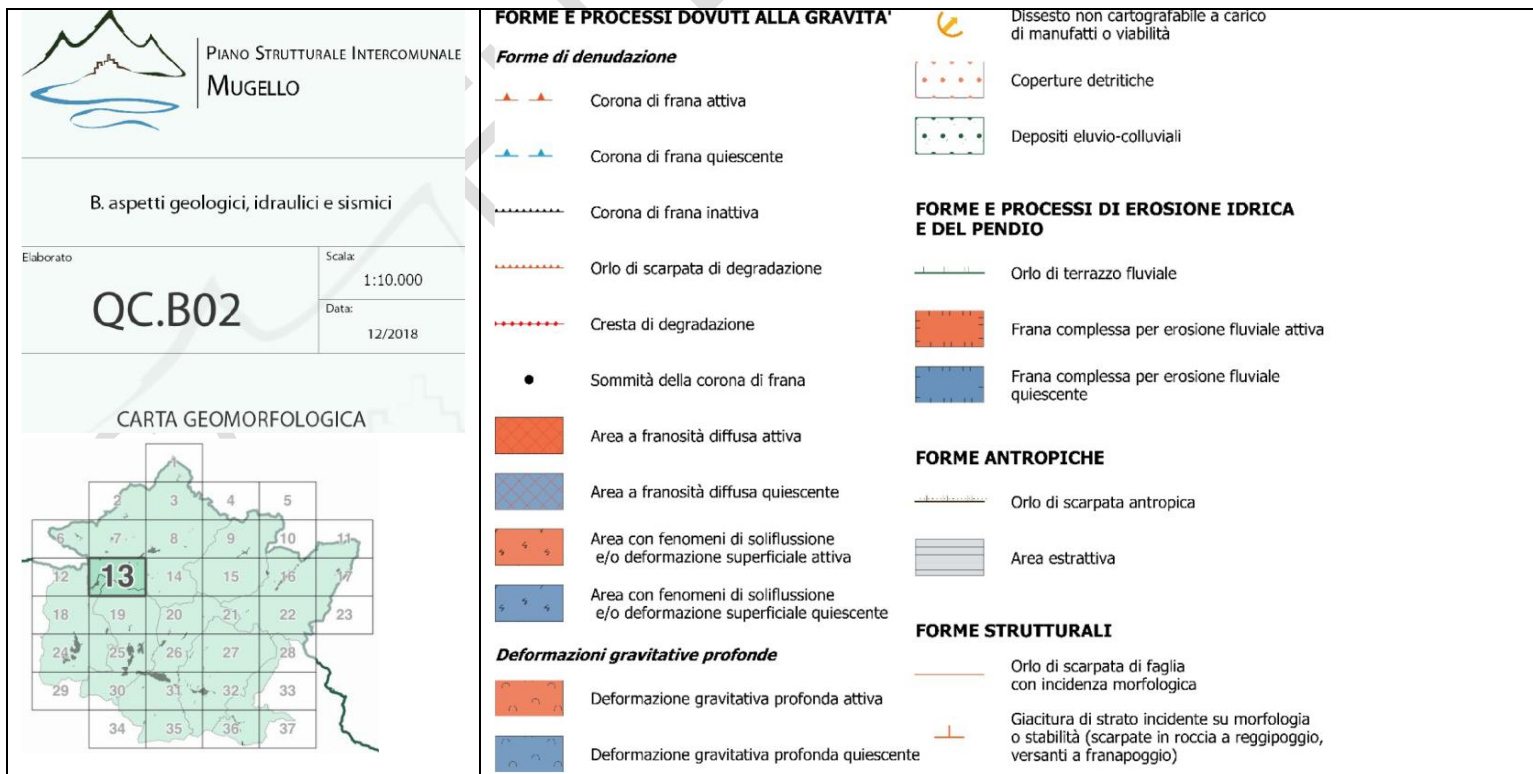 PIANO STRUTTURALE INTERCOMUNALE
MUGELLO
B. aspetti geologici, idraulici e sismici
Elaborato
QC.B02
Scala:
1:10.000
Data:
12/2018
CARTA GEOMORFOLOGICA
1
2 3 4 5
6 7 8 9 10 11
12 13 14 15 16 17
18 19 20 21 22 23
24 25 26 27 28
29 30 31 32 33
34 35 36 37
FORME E PROCESSI DOVUTI ALLA GRAVITA'
Forme di denudazione
Corona di frana attiva
Corona di frana quiescente
Corona di frana inattiva
Orlo di scarpata di degradazione
Cresta di degradazione
Sommità della corona di frana
Area a franosità diffusa attiva
Area a franosità diffusa quiescente
Area con fenomeni di soliflussione
e/o deformazione superficiale attiva
Area con fenomeni di soliflussione
e/o deformazione superficiale quiescente
Deformazioni gravitative profonde
Deformazione gravitativa profonda attiva
Deformazione gravitativa profonda quiescente
Dissesto non cartografabile a carico
di manufatti o viabilità
Coperture detritiche
Depositi eluvio-colluviali
FORME E PROCESSI DI EROSIONE IDRICA
E DEL PENDIO
Orlo di terrazzo fluviale
Frana complessa per erosione fluviale attiva
Frana complessa per erosione fluviale
quiescente
FORME ANTROPICHE
Orlo di scarpata antropica
Area estrattiva
FORME STRUTTURALI
Orlo di scarpata di faglia
con incidenza morfologica
Giacitura di strato incidente su morfologia
o stabilità (scarpate in roccia a reggipoggio,
versanti a franapoggio)